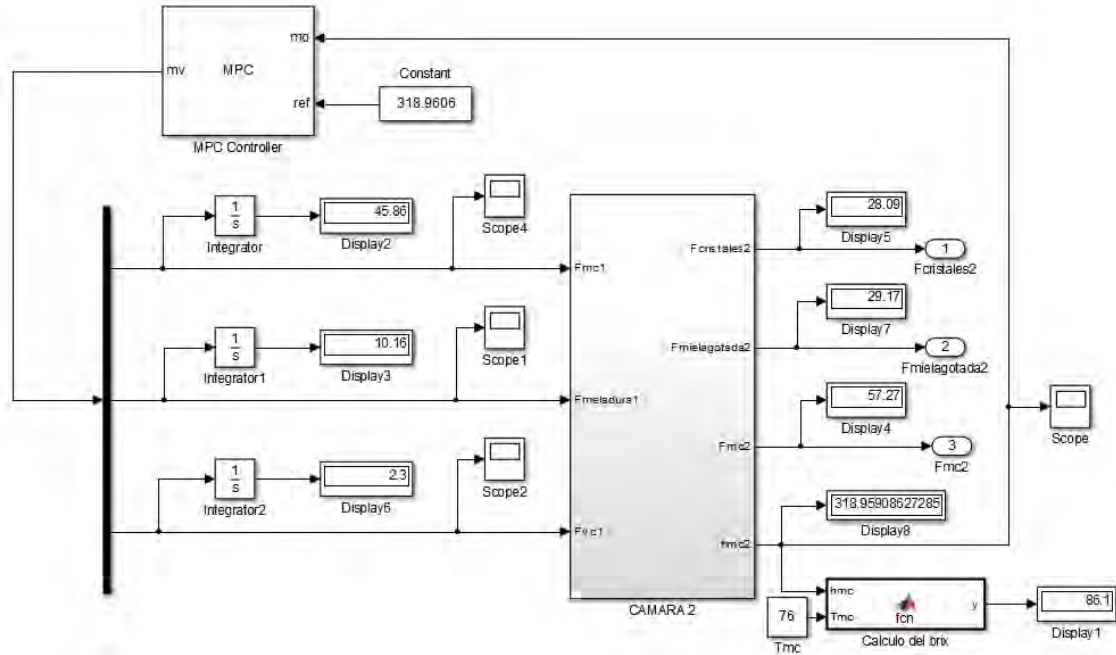 mo
mv
MPC
ref
MPC Controller
Constant
318.9606
1
s
Integrator
45.86
Display2
Scope4
Fmc1
1
s
Integrator1
10.16
Display3
Scope1
Fmeladura1
1
s
Integrator2
2.3
Display6
Scope2
Fvc1
CAMARA 2
Fcristales2
28.09
Display5
1
Fcristales2
Fmielagotada2
29.17
Display7
2
Fmielagotada2
Fmc2
57.27
Display4
3
Fmc2
hmc2
318.95908627285
Display8
Scope
76
Tmc
hmc
Tmc
fcn
y
Calculo del brix
86.1
Display1